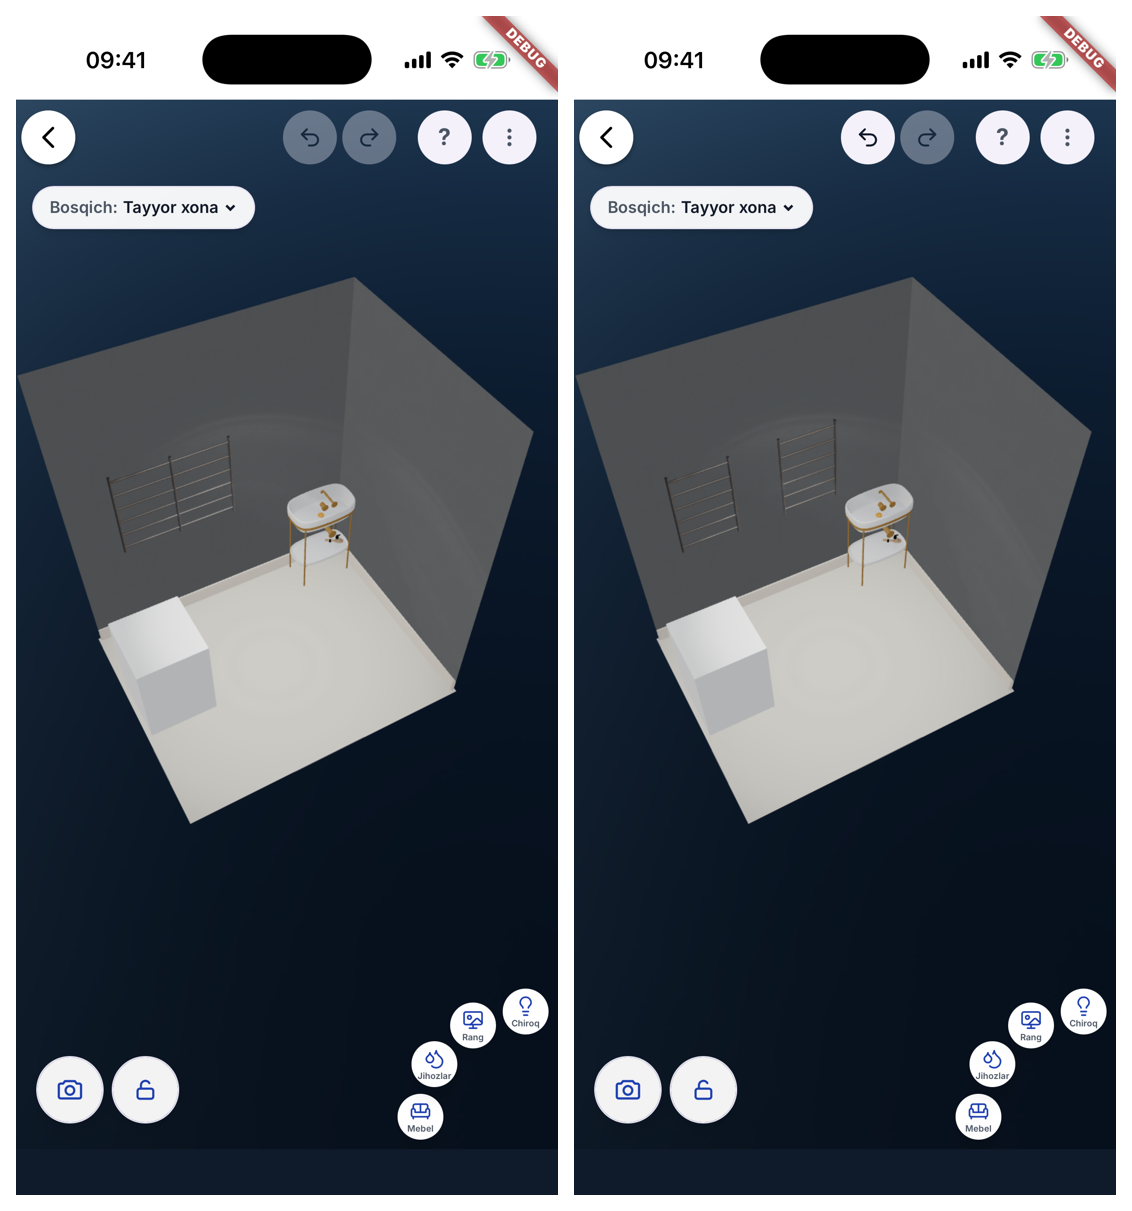 09:41
DEBUG
?
Bosqich: Tayyor xona
Chiroq
Rang
Jihozlar
Mebel
09:41
DEBUG
?
Bosqich: Tayyor xona
Chiroq
Rang
Jihozlar
Mebel